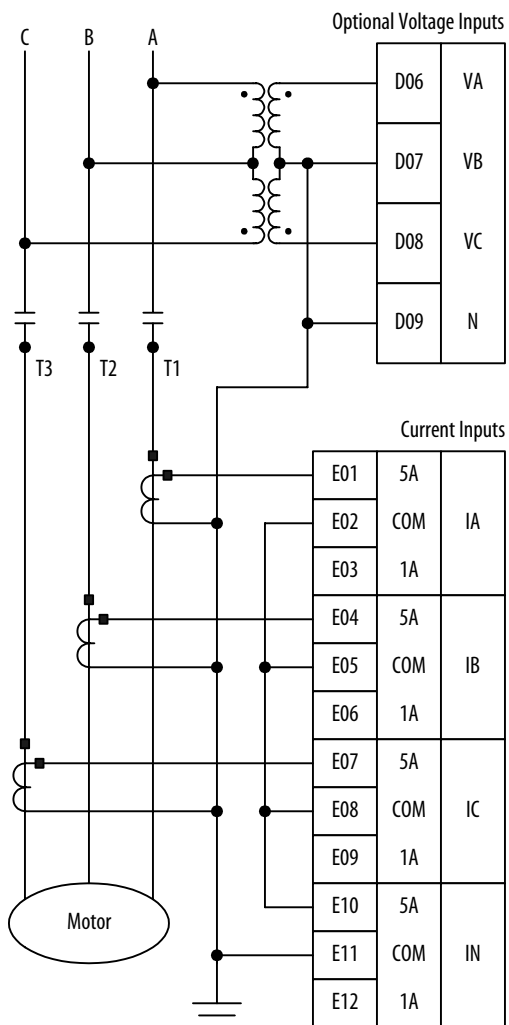 Optional Voltage Inputs
C B A
D06 VA
D07 VB
D08 VC
D09 N
T3 T2 T1
Current Inputs
E01 5A
E02 COM IA
E03 1A
E04 5A
E05 COM IB
E06 1A
E07 5A
E08 COM IC
E09 1A
E10 5A
Motor
E11 COM IN
E12 1A